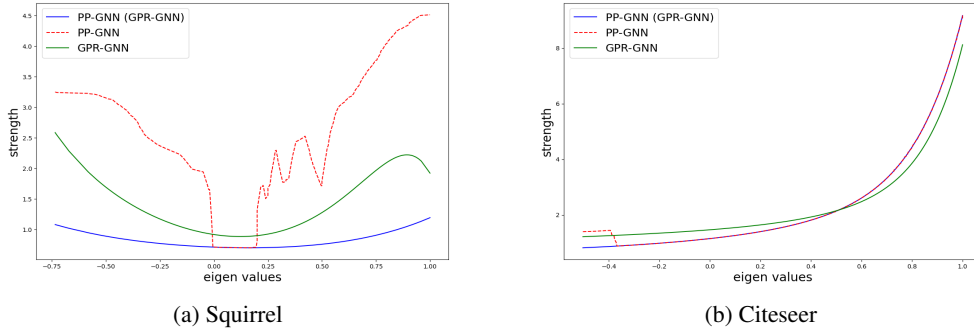 PP-GNN (GPR-GNN)
PP-GNN
GPR-GNN
4.5
4.0
3.5
3.0
2.5
2.0
1.5
1.0
strength
−0.75 −0.50 −0.25 0.00 0.25 0.50 0.75 1.00
eigen values
(a) Squirrel
PP-GNN (GPR-GNN)
PP-GNN
GPR-GNN
8
6
4
2
strength
−0.4 −0.2 0.0 0.2 0.4 0.6 0.8 1.0
eigen values
(b) Citeseer